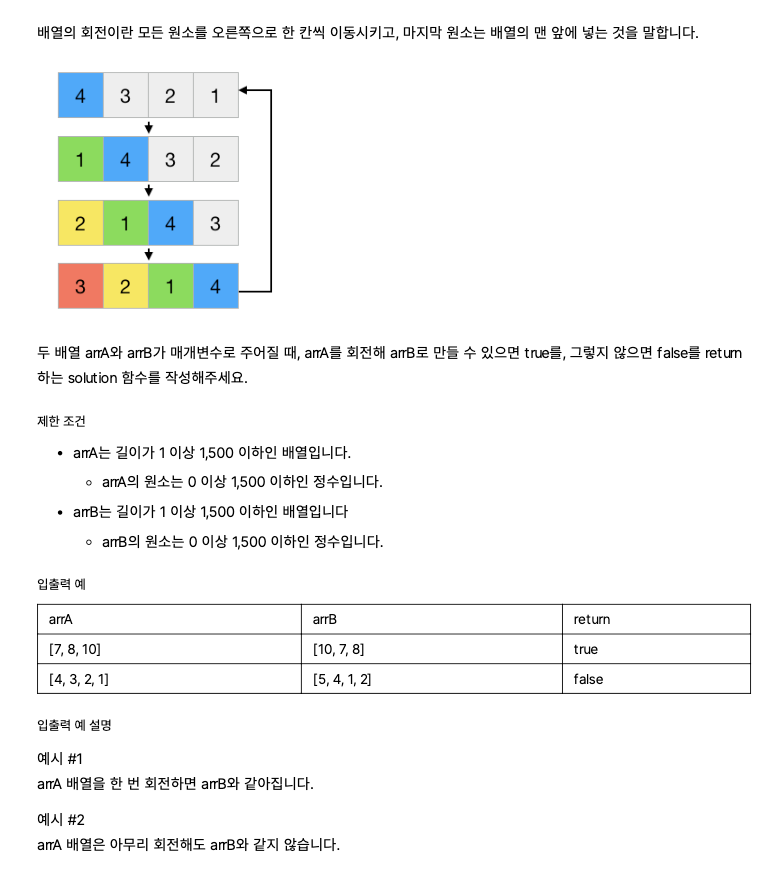 배열의 회전이란 모든 원소를 오른쪽으로 한 칸씩 이동시키고, 마지막 원소는 배열의 맨 앞에 넣는 것을 말합니다.
4 3 2 1
1 4 3 2
2 1 4 3
3 2 1 4
두 배열 arrA와 arrB가 매개변수로 주어질 때, arrA를 회전해 arrB로 만들 수 있으면 true를, 그렇지 않으면 false를 return
하는 solution 함수를 작성해주세요.
제한 조건
• arrA는 길이가 1 이상 1,500 이하인 배열입니다.
◦ arrA의 원소는 0 이상 1,500 이하인 정수입니다.
• arrB는 길이가 1 이상 1,500 이하인 배열입니다
◦ arrB의 원소는 0 이상 1,500 이하인 정수입니다.
입출력 예
arrA arrB return
[7, 8, 10] [10, 7, 8] true
[4, 3, 2, 1] [5, 4, 1, 2] false
입출력 예 설명
예시 #1
arrA 배열을 한 번 회전하면 arrB와 같아집니다.
예시 #2
arrA 배열은 아무리 회전해도 arrB와 같지 않습니다.